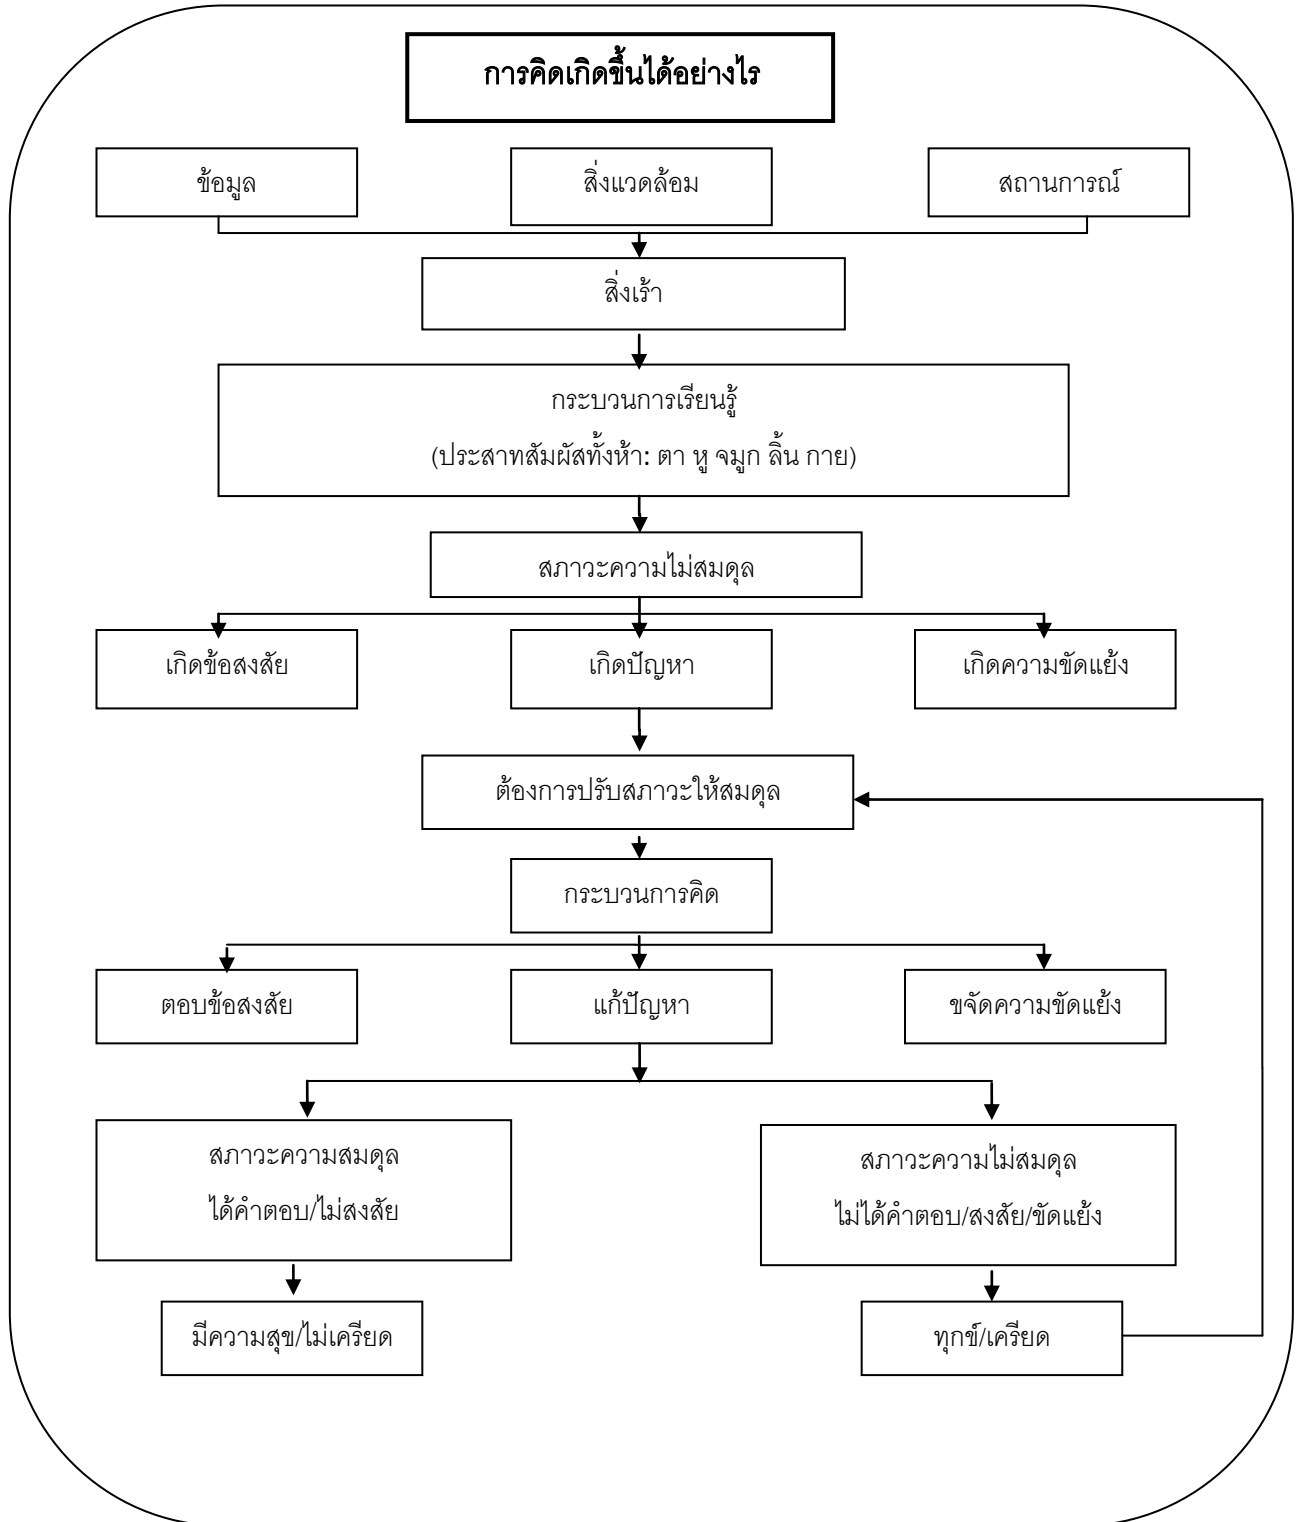 การคิดเกิดขึ้นได้อย่างไร
ข้อมูล
สิ่งแวดล้อม
สถานการณ์
สิ่งเร้า
กระบวนการเรียนรู้
(ประสาทสัมผัสทั้งห้า: ตา หู จมูก ลิ้น กาย)
สภาวะความไม่สมดุล
เกิดข้อสงสัย
เกิดปัญหา
เกิดความขัดแย้ง
ต้องการปรับสภาวะให้สมดุล
กระบวนการคิด
ตอบข้อสงสัย
แก้ปัญหา
ขจัดความขัดแย้ง
สภาวะความสมดุล
ได้คำตอบ/ไม่สงสัย
สภาวะความไม่สมดุล
ไม่ได้คำตอบ/สงสัย/ขัดแย้ง
มีความสุข/ไม่เครียด
ทุกข์/เครียด